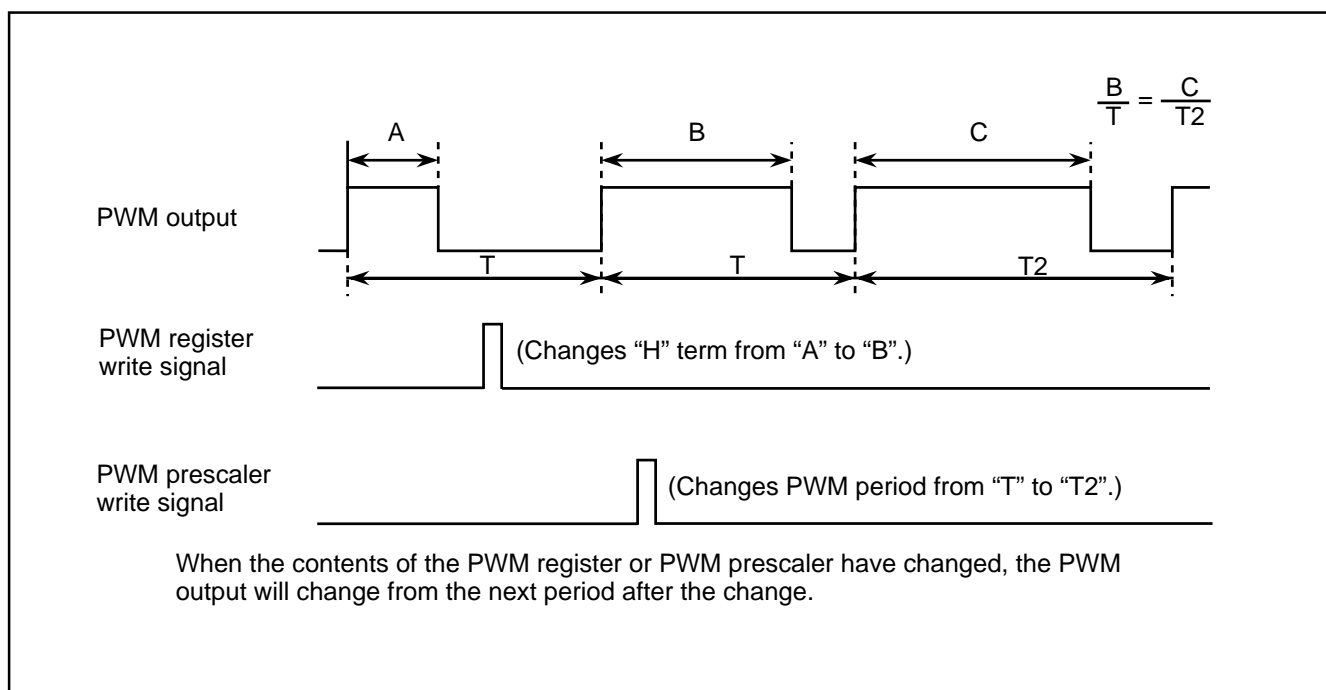 B
T
=
C
T2
A
B
C
PWM output
T
T
T2
PWM register
write signal
(Changes “H” term from “A” to “B”.)
PWM prescaler
write signal
(Changes PWM period from “T” to “T2”.)
When the contents of the PWM register or PWM prescaler have changed, the PWM
output will change from the next period after the change.